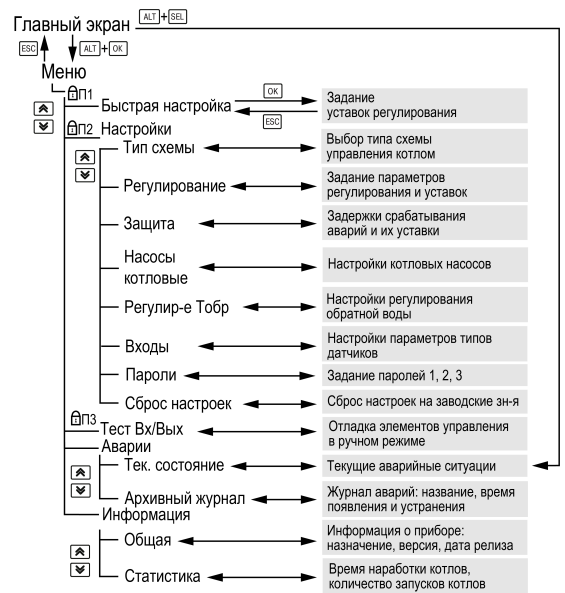 Главный экран ALT+SEL
ESC ALT+OK
Меню
П1
Быстрая настройка OK ESC Задание
уставок регулирования
П2 Настройки
Тип схемы Выбор типа схемы
управления котлом
Регулирование Задание параметров
регулирования и уставок
Защита Задержки срабатывания
аварий и их уставки
Насосы
котловые Настройки котловых насосов
Регулир-е Тобр Настройки регулирования
обратной воды
Входы Настройки параметров типов
датчиков
Пароли Задание паролей 1, 2, 3
Сброс настроек Сброс настроек на заводские зн-я
П3
Тест Вх/Вых Отладка элементов управления
в ручном режиме
Аварии
Тек. состояние Текущие аварийные ситуации
Архивный журнал Журнал аварий: название, время
появления и устранения
Информация
Общая Информация о приборе:
назначение, версия, дата релиза
Статистика Время наработки котлов,
количество запусков котлов